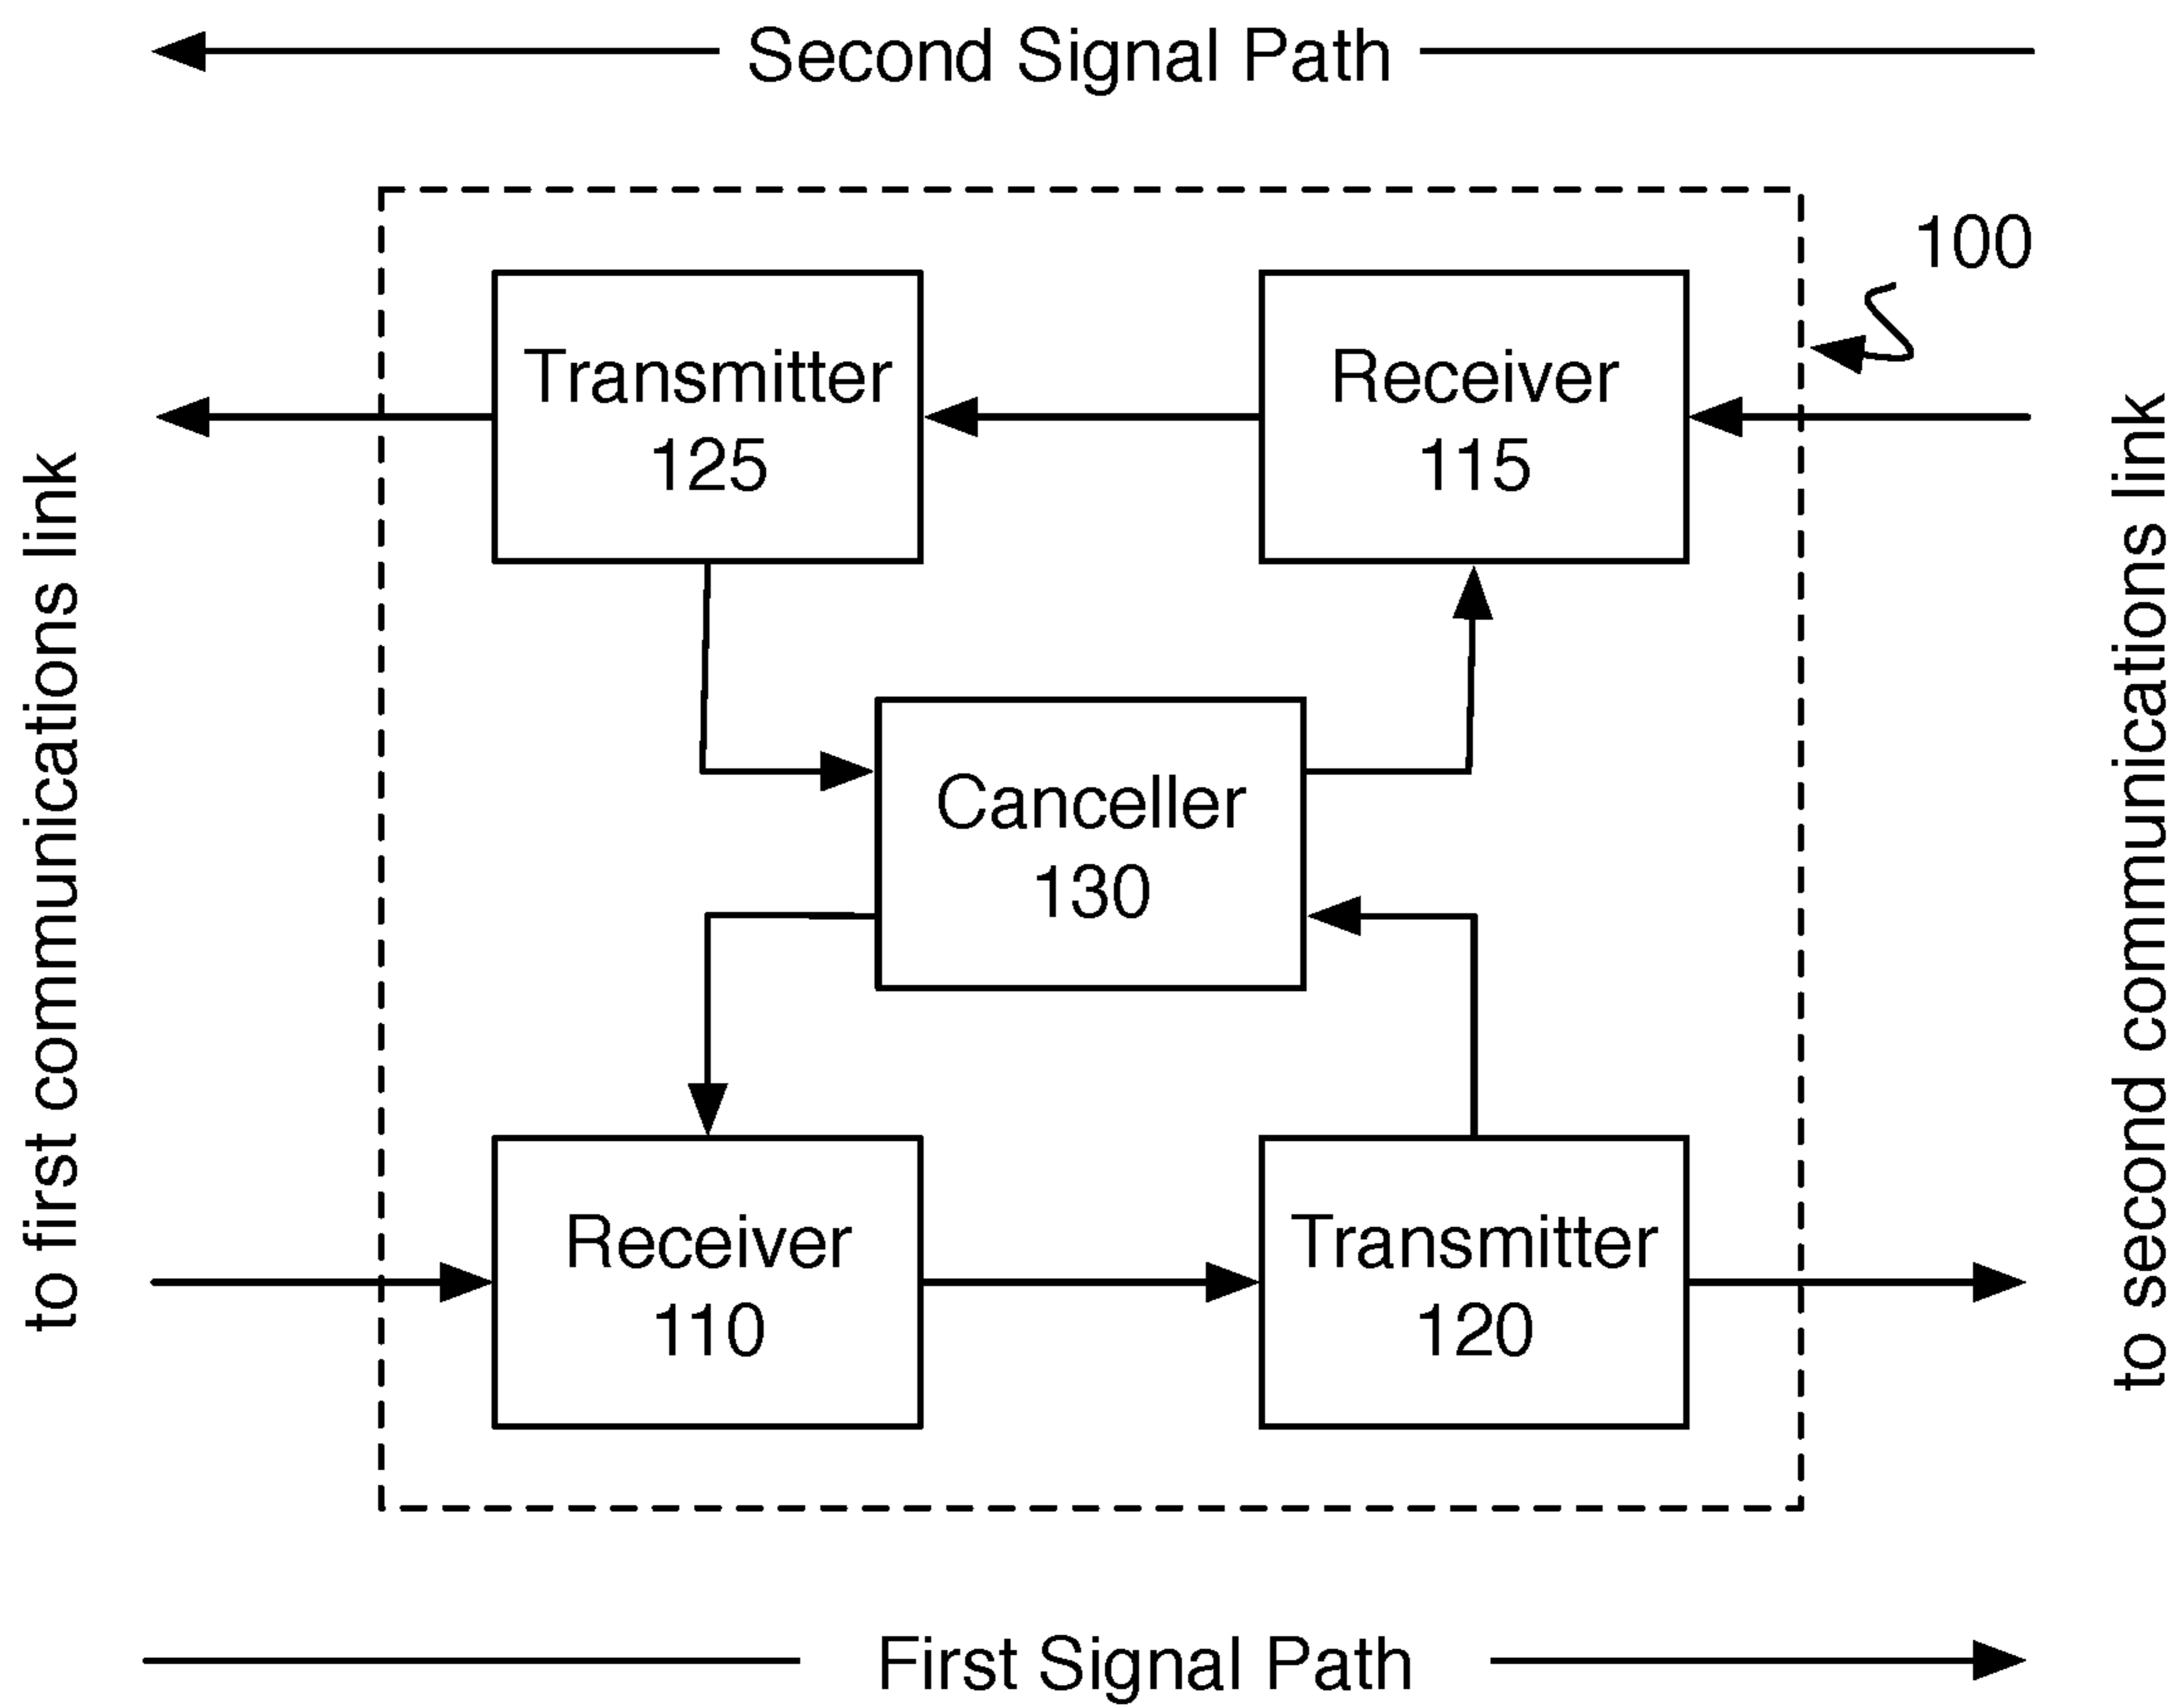 Second Signal Path
100
Transmitter
125
Receiver
115
to first communications link
to second communications link
Canceller
130
Receiver
110
Transmitter
120
First Signal Path